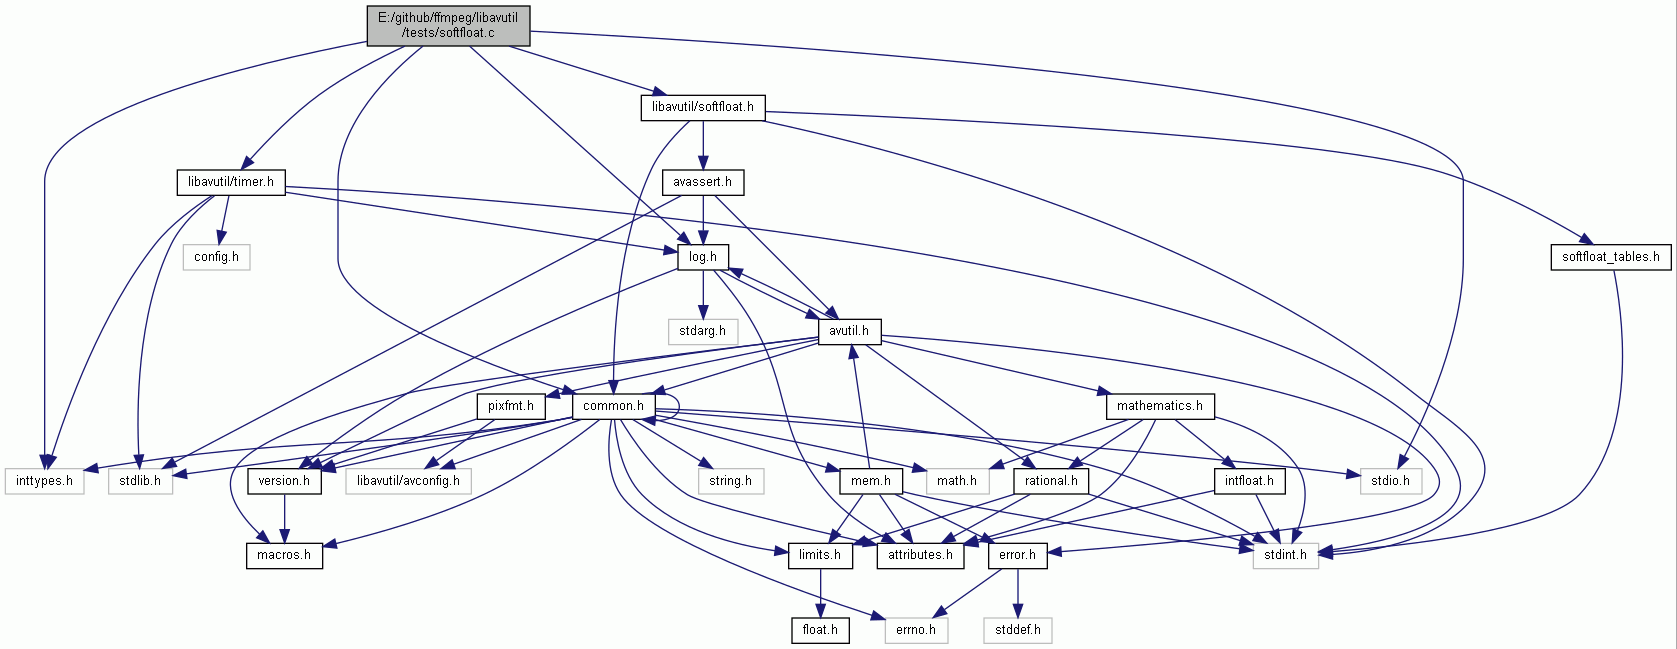 E:/github/ffmpeg/libavutil
/tests/softfloat.c
libavutil/softfloat.h
libavutil/timer.h
avassert.h
config.h
log.h
softfloat_tables.h
stdarg.h
avutil.h
pixfmt.h
common.h
mathematics.h
inttypes.h
stdlib.h
version.h
libavutil/avconfig.h
string.h
mem.h
math.h
rational.h
intfloat.h
stdio.h
macros.h
limits.h
attributes.h
error.h
stdint.h
float.h
errno.h
stddef.h